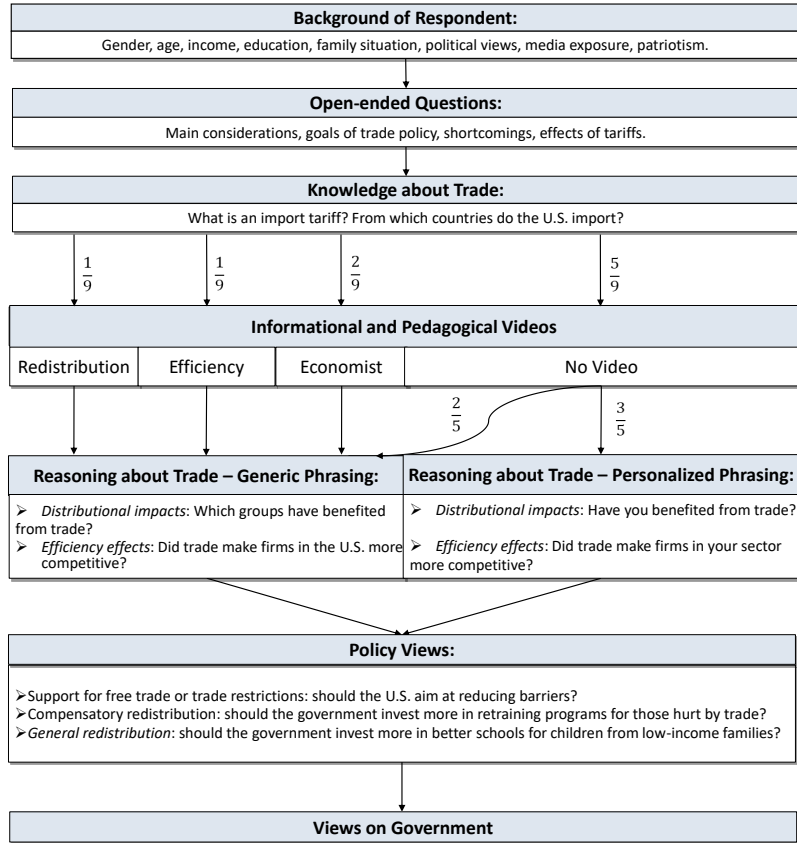 Background of Respondent:
Gender, age, income, education, family situation, political views, media exposure, patriotism.
Open-ended Questions:
Main considerations, goals of trade policy, shortcomings, effects of tariffs.
Knowledge about Trade:
What is an import tariff? From which countries do the U.S. import?
1/9 1/9 2/9 5/9
Informational and Pedagogical Videos
Redistribution Efficiency Economist No Video
2/5 3/5
Reasoning about Trade – Generic Phrasing:
➢ Distributional impacts: Which groups have benefited
from trade?
➢ Efficiency effects: Did trade make firms in the U.S. more
competitive?
Reasoning about Trade – Personalized Phrasing:
➢ Distributional impacts: Have you benefited from trade?
➢ Efficiency effects: Did trade make firms in your sector
more competitive?
Policy Views:
➢Support for free trade or trade restrictions: should the U.S. aim at reducing barriers?
➢Compensatory redistribution: should the government invest more in retraining programs for those hurt by trade?
➢General redistribution: should the government invest more in better schools for children from low-income families?
Views on Government